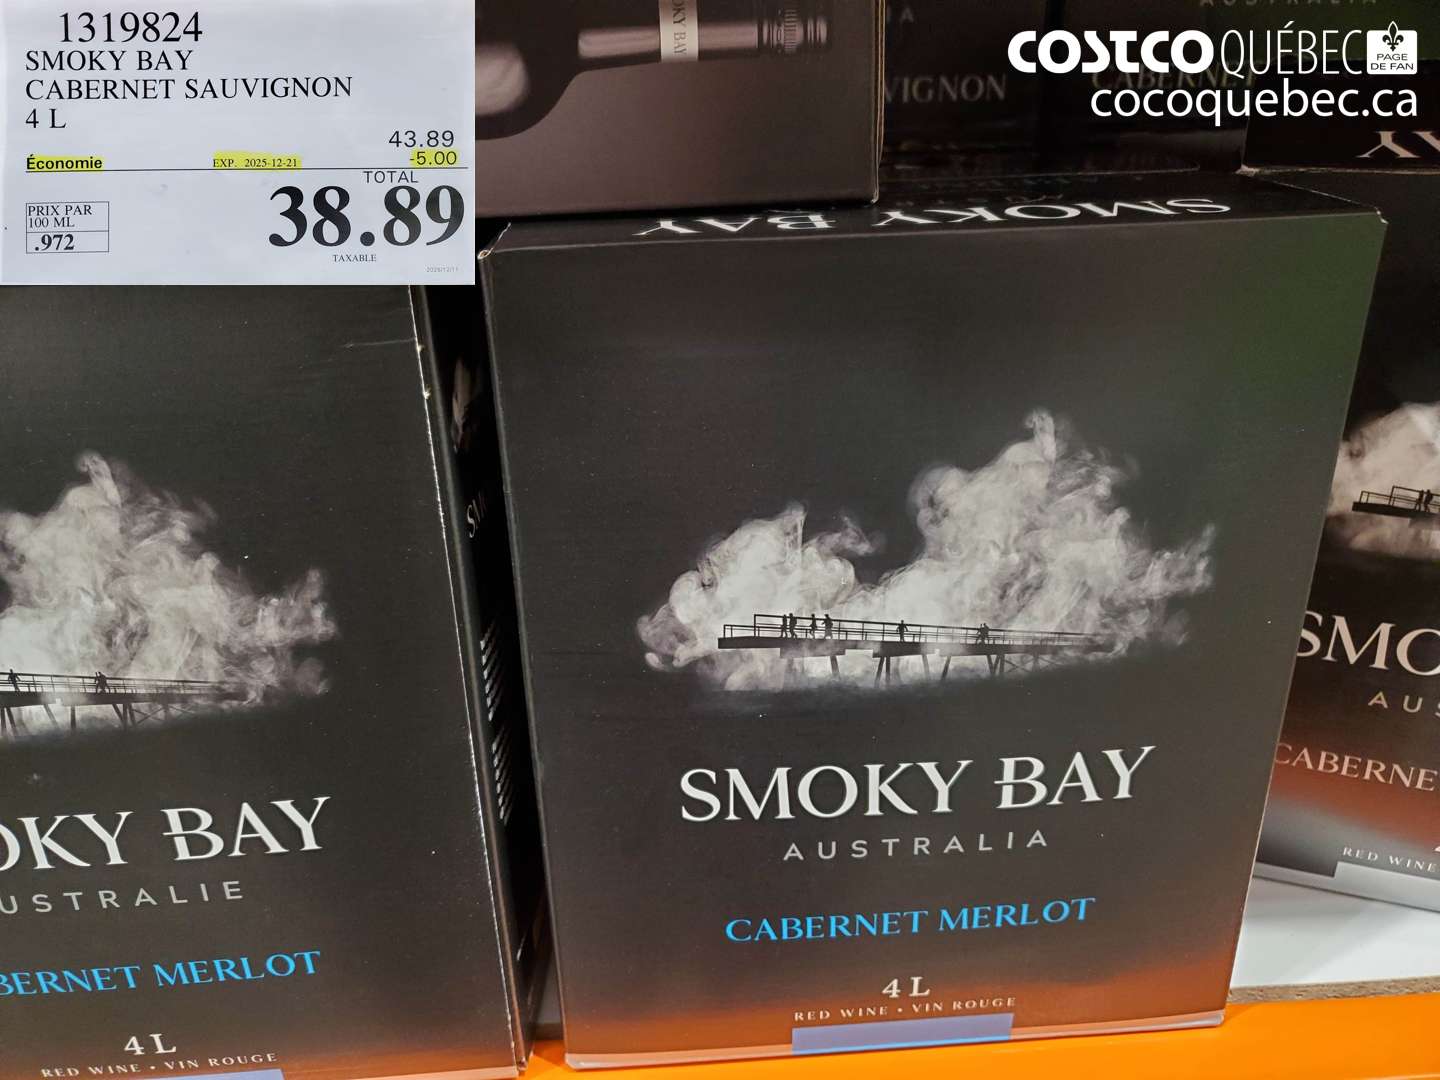 1319824
SMOKY BAY
CABERNET SAUVIGNON
4 L
43.89
Économie EXP. 2025-12-21 -5.00
TOTAL
38.89
PRIX PAR
100 ML
.972
TAXABLE
COSTCO QUÉBEC PAGE DE FAN
cocoquebec.ca
KY BAY
VIGNON
CABERNET
SMOKY BAY
SMOKY BAY
AUSTRALIA
CABERNET MERLOT
4 L
RED WINE • VIN ROUGE
OKY BAY
USTRALIE
BERNET MERLOT
4 L
RED WINE • VIN ROUGE
SMO
AUS
CABERNE
RED WINE